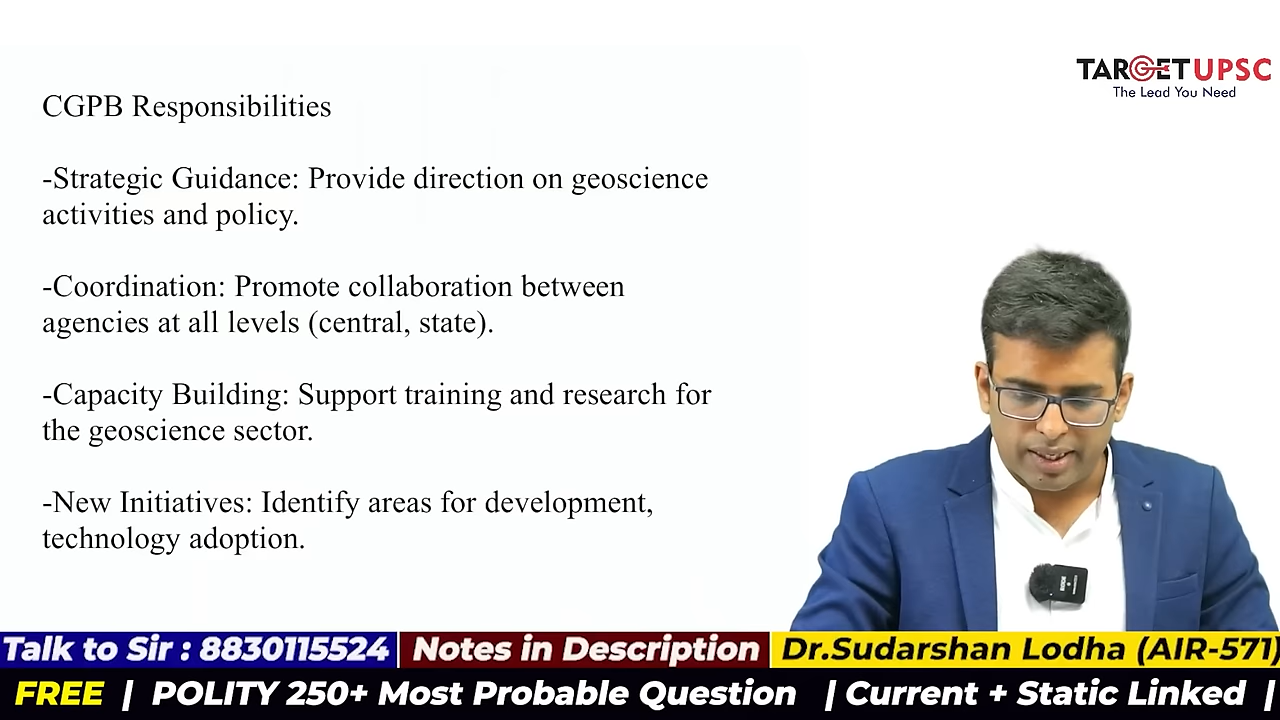 CGPB Responsibilities
-Strategic Guidance: Provide direction on geoscience
activities and policy.
-Coordination: Promote collaboration between
agencies at all levels (central, state).
-Capacity Building: Support training and research for
the geoscience sector.
-New Initiatives: Identify areas for development,
technology adoption.
TARGETUPSC
The Lead You Need
Talk to Sir : 8830115524
Notes in Description
Dr.Sudarshan Lodha (AIR-571)
FREE | POLITY 250+ Most Probable Question | Current + Static Linked |